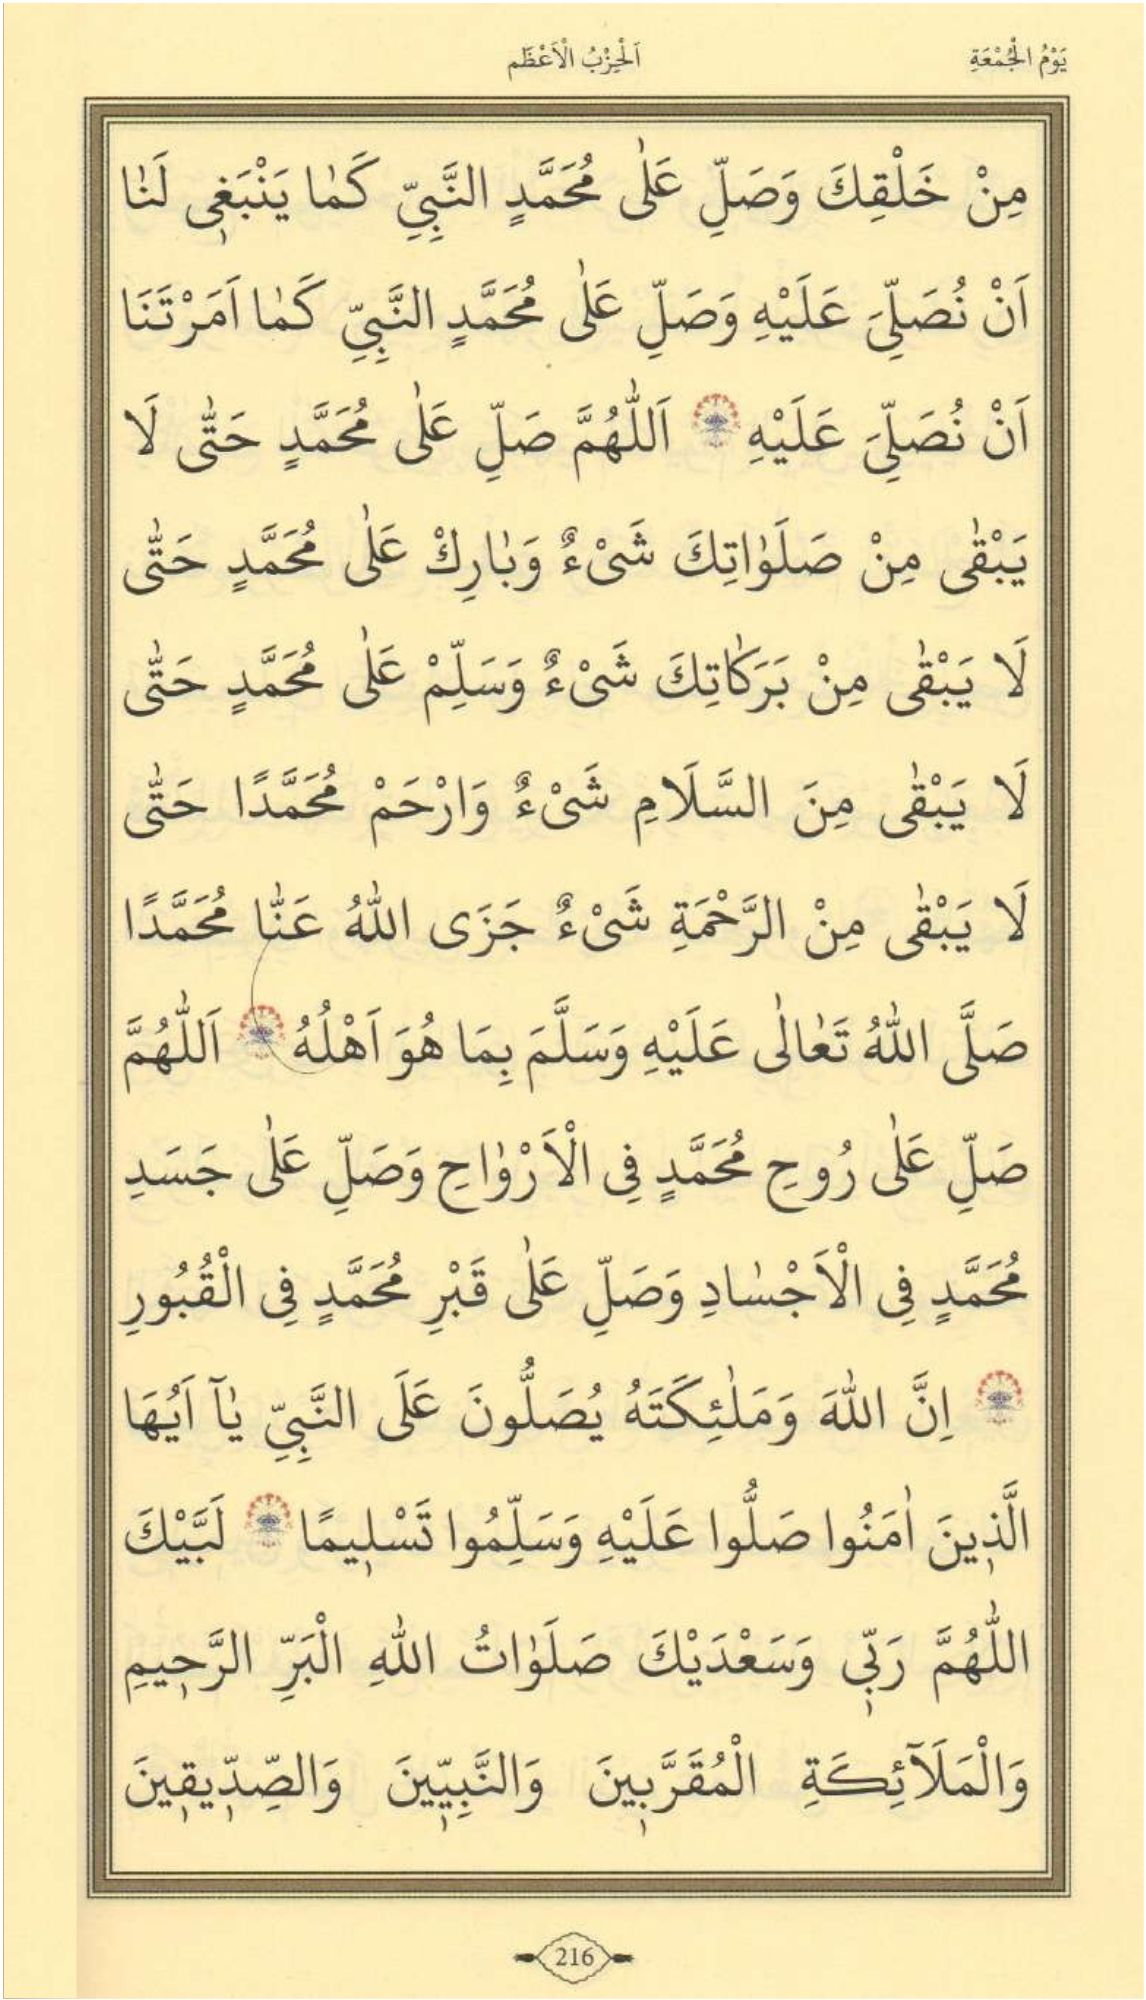 يَوْمُ الْجُمْعَةِ
اَلْحِزْبُ الْاَعْظَم
مِنْ خَلْقِكَ وَصَلِّ عَلٰى مُحَمَّدٍ النَّبِيِّ كَمٰا يَنْبَغٖى لَنٰا
اَنْ نُصَلِّىَ عَلَيْهِ وَصَلِّ عَلٰى مُحَمَّدٍ النَّبِيِّ كَمٰا اَمَرْتَنَا
اَنْ نُصَلِّىَ عَلَيْهِ ۝ اَللّٰهُمَّ صَلِّ عَلٰى مُحَمَّدٍ حَتّٰى لَا
يَبْقٰى مِنْ صَلَوٰاتِكَ شَىْءٌ وَبٰارِكْ عَلٰى مُحَمَّدٍ حَتّٰى
لَا يَبْقٰى مِنْ بَرَكٰاتِكَ شَىْءٌ وَسَلِّمْ عَلٰى مُحَمَّدٍ حَتّٰى
لَا يَبْقٰى مِنَ السَّلَامِ شَىْءٌ وَارْحَمْ مُحَمَّدًا حَتّٰى
لَا يَبْقٰى مِنْ الرَّحْمَةِ شَىْءٌ جَزَى اللّٰهُ عَنّٰا مُحَمَّدًا
صَلَّى اللّٰهُ تَعٰالٰى عَلَيْهِ وَسَلَّمَ بِمَا هُوَ اَهْلُهُ ۝ اَللّٰهُمَّ
صَلِّ عَلٰى رُوحِ مُحَمَّدٍ فِى الْاَرْوٰاحِ وَصَلِّ عَلٰى جَسَدِ
مُحَمَّدٍ فِى الْاَجْسٰادِ وَصَلِّ عَلٰى قَبْرِ مُحَمَّدٍ فِى الْقُبُورِ
۝ اِنَّ اللّٰهَ وَمَلٰئِكَتَهُ يُصَلُّونَ عَلَى النَّبِيِّ يٰاۤ اَيُهَا
الَّذٖينَ اٰمَنُوا صَلُّوا عَلَيْهِ وَسَلِّمُوا تَسْلٖيمًا ۝ لَبَّيْكَ
اللّٰهُمَّ رَبّٖى وَسَعْدَيْكَ صَلَوٰاتُ اللّٰهِ الْبَرِّ الرَّحٖيمِ
وَالْمَلَاۤئِكَةِ الْمُقَرَّبٖينَ وَالنَّبِيّٖينَ وَالصِّدّٖيقٖينَ
216